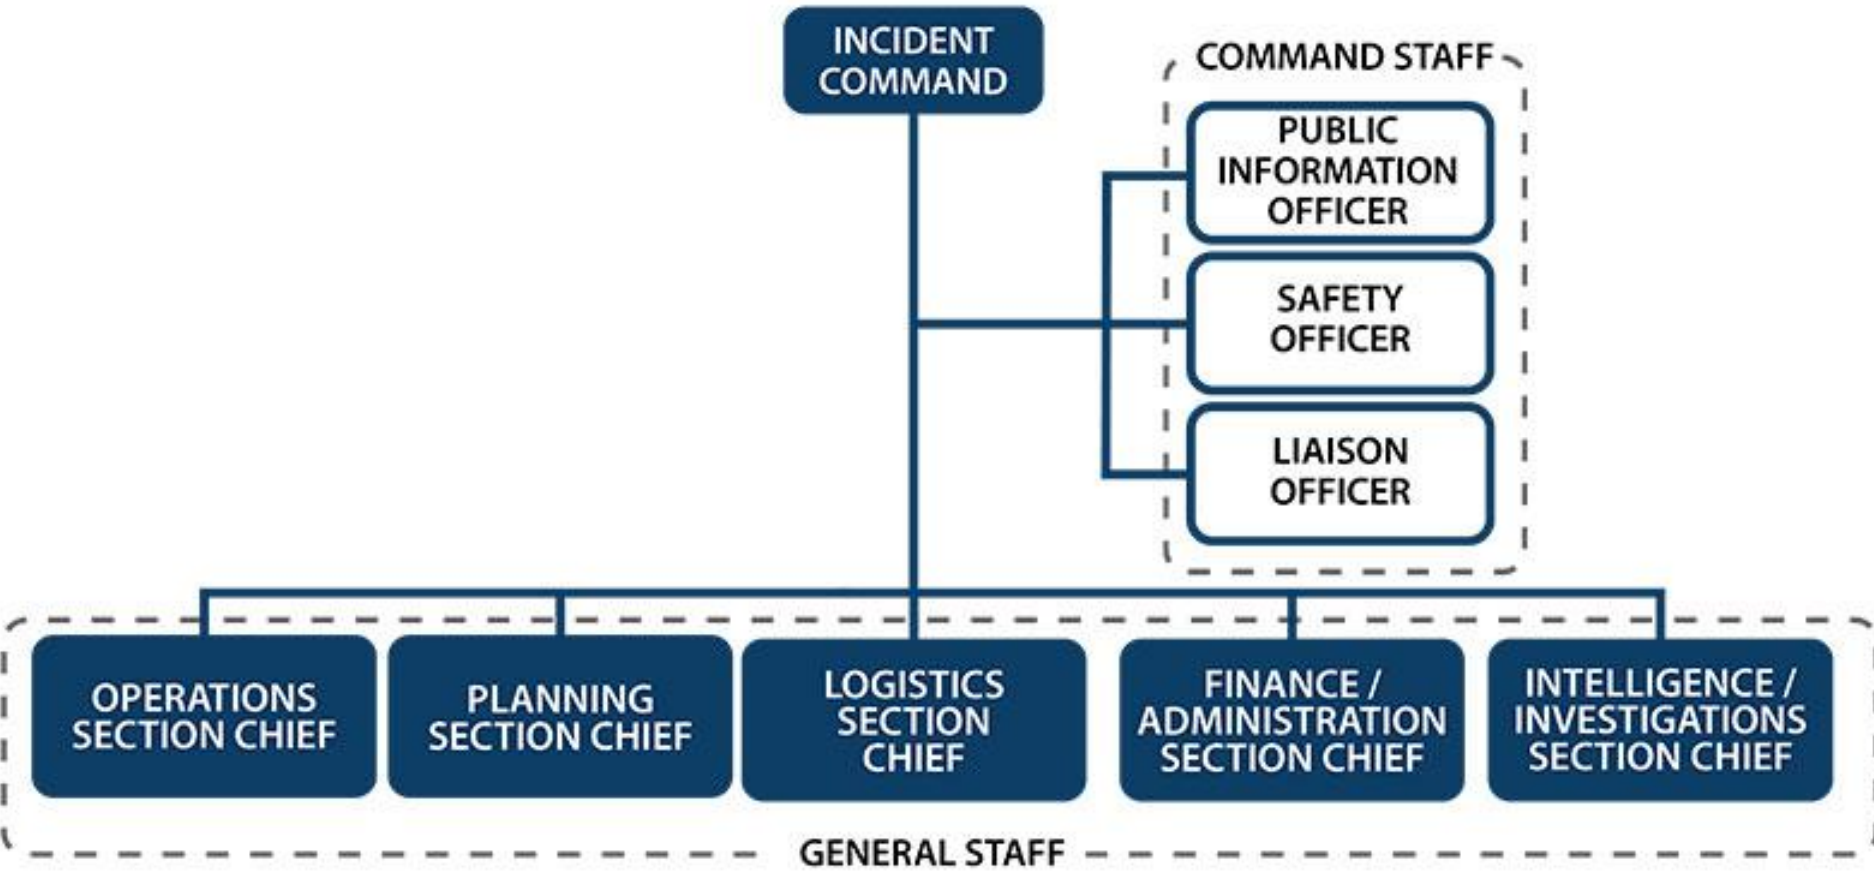 INCIDENT
COMMAND
COMMAND STAFF
PUBLIC
INFORMATION
OFFICER
SAFETY
OFFICER
LIAISON
OFFICER
OPERATIONS
SECTION CHIEF
PLANNING
SECTION CHIEF
LOGISTICS
SECTION
CHIEF
FINANCE /
ADMINISTRATION
SECTION CHIEF
INTELLIGENCE /
INVESTIGATIONS
SECTION CHIEF
GENERAL STAFF